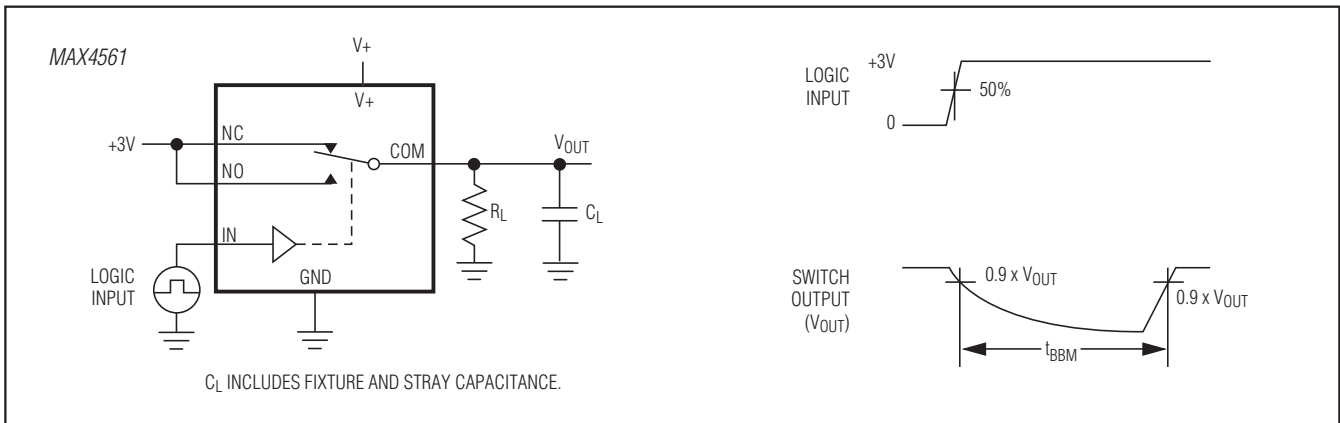 MAX4561
V+
V+
+3V
NC
NO
COM
VOUT
RL
CL
IN
LOGIC
INPUT
GND
CL INCLUDES FIXTURE AND STRAY CAPACITANCE.
LOGIC
INPUT
+3V
0
50%
SWITCH
OUTPUT
(VOUT)
0.9 x VOUT
0.9 x VOUT
tBBM